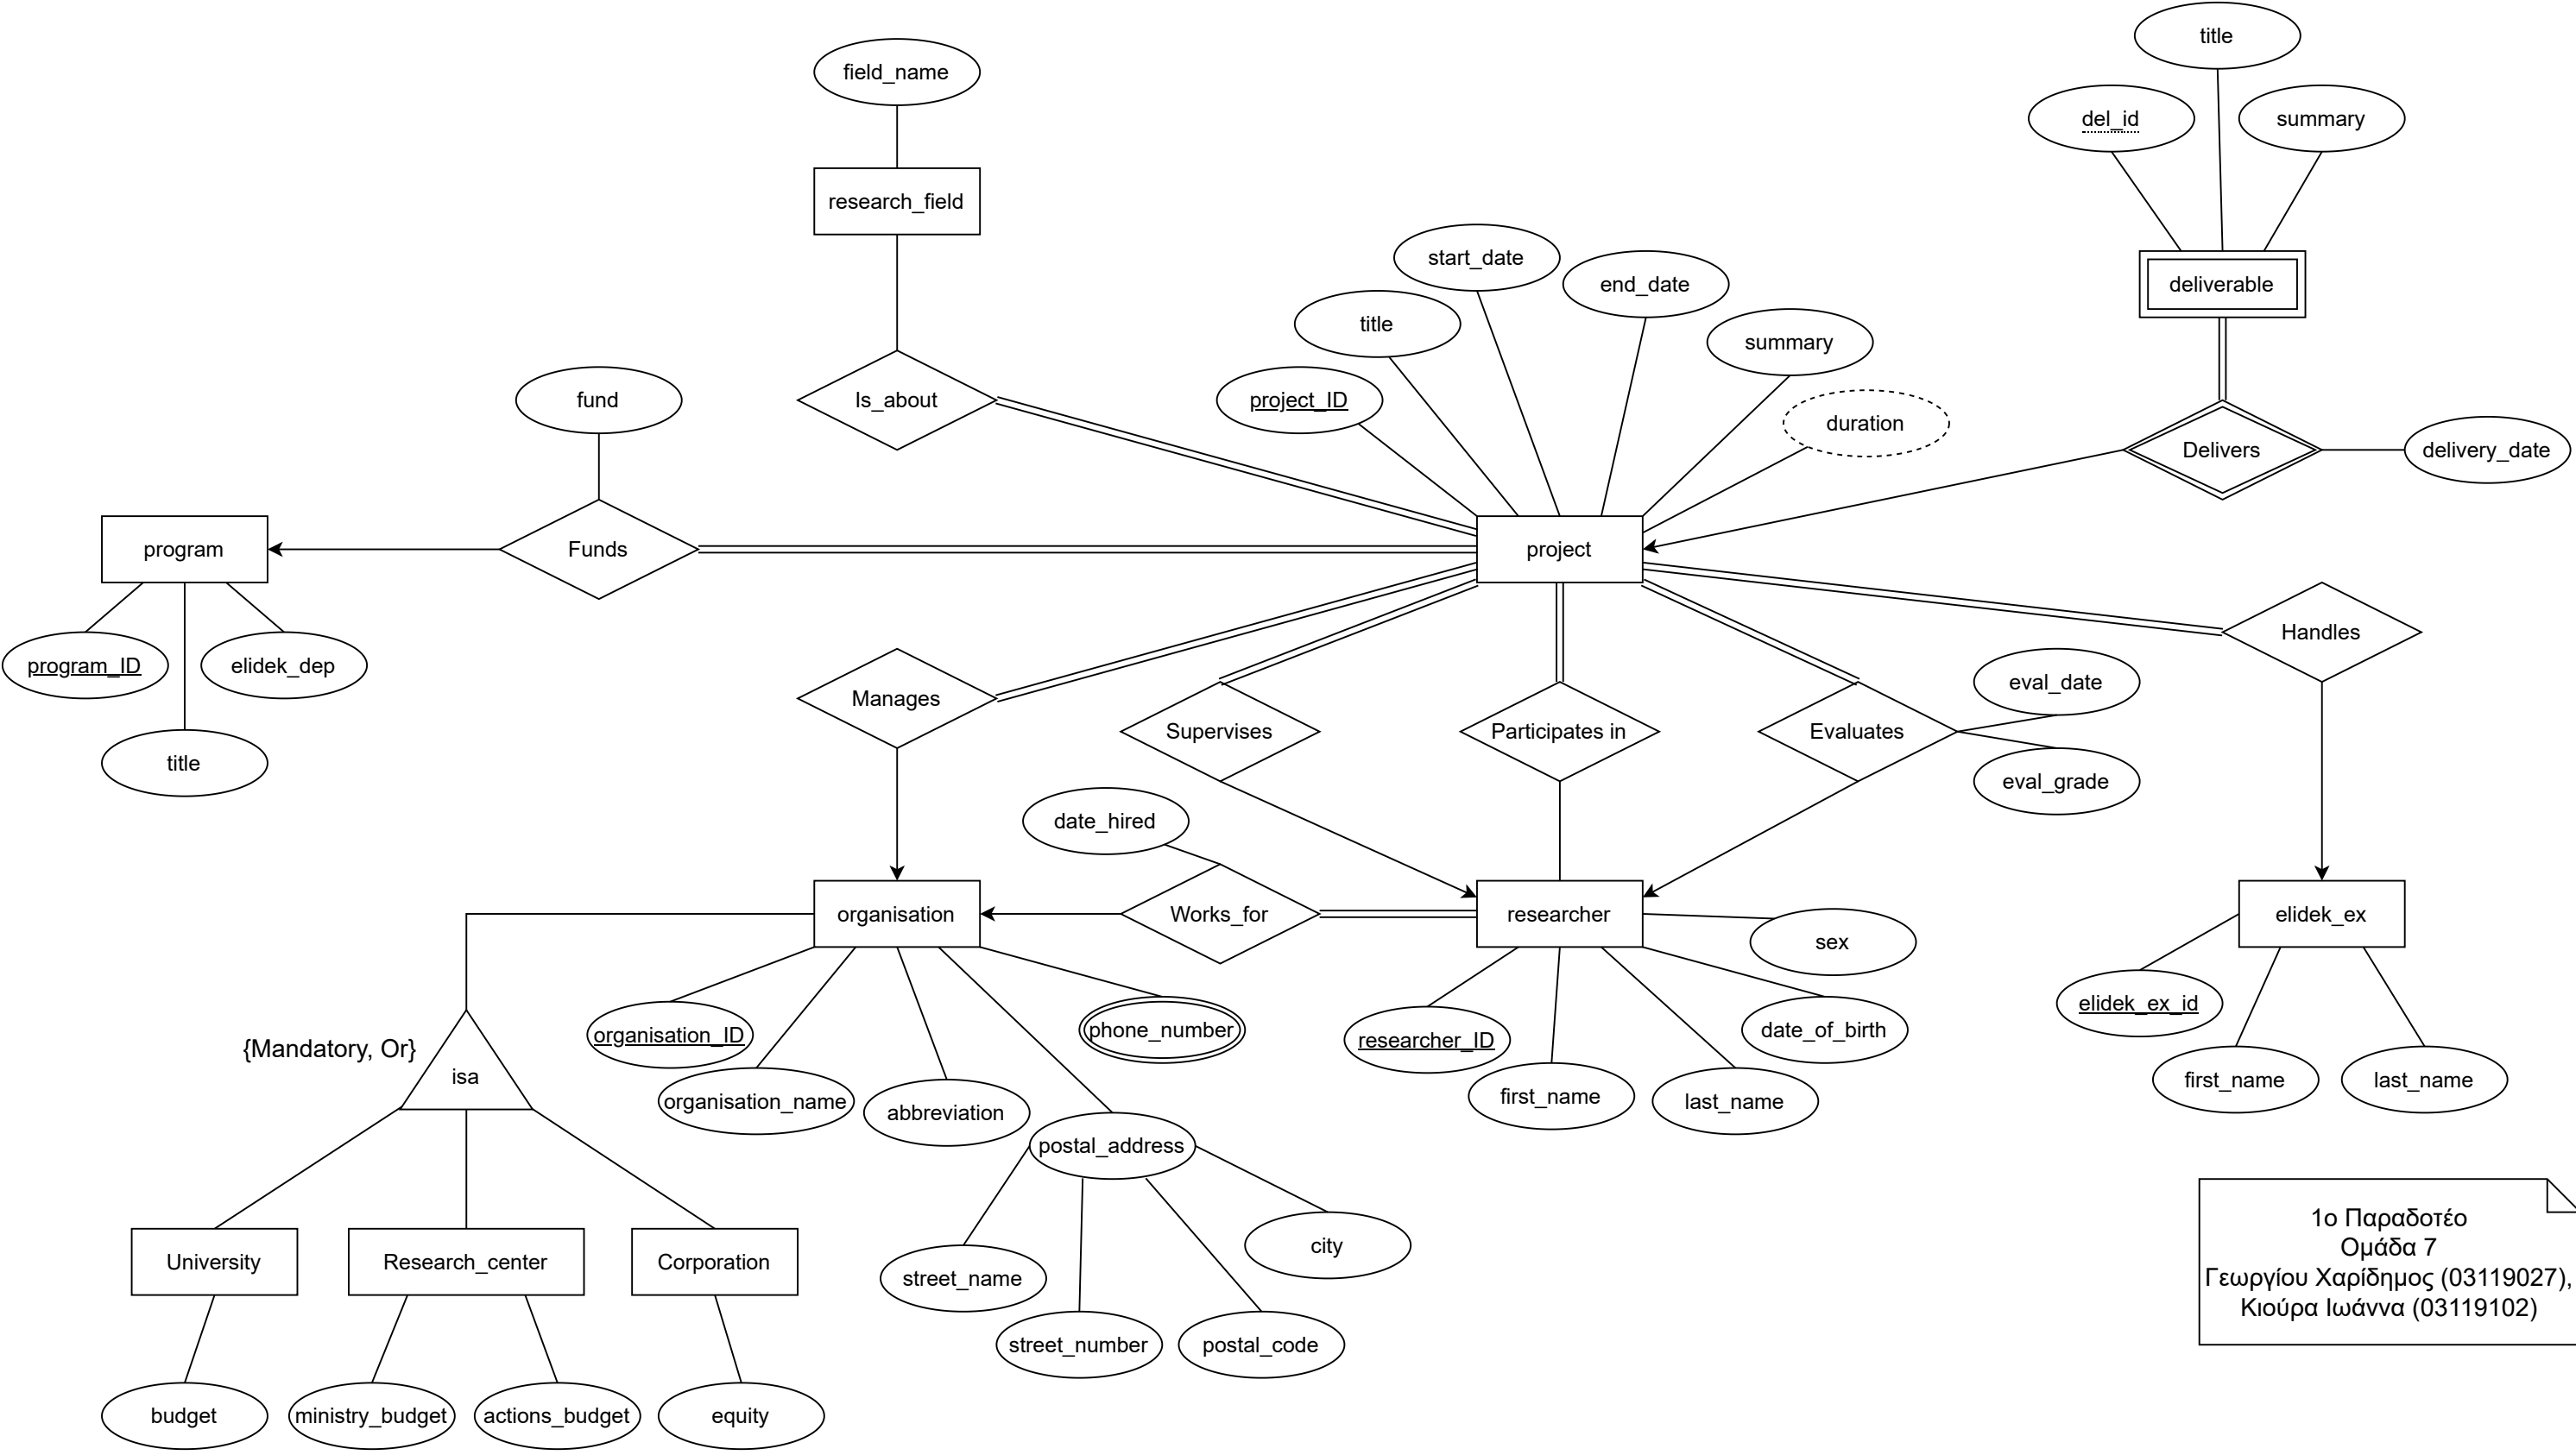 title
field_name
del_id
summary
research_field
start_date
end_date
deliverable
title
summary
fund
Is_about
project_ID
duration
Delivers
delivery_date
program
Funds
project
Handles
program_ID
elidek_dep
Manages
eval_date
Supervises
Participates in
Evaluates
title
eval_grade
date_hired
organisation
Works_for
researcher
elidek_ex
sex
{Mandatory, Or}
isa
organisation_ID
phone_number
researcher_ID
date_of_birth
elidek_ex_id
organisation_name
abbreviation
first_name
last_name
first_name
last_name
postal_address
University
Research_center
Corporation
street_name
city
street_number
postal_code
budget
ministry_budget
actions_budget
equity
1ο Παραδοτέο
Ομάδα 7
Γεωργίου Χαρίδημος (03119027),
Κιούρα Ιωάννα (03119102)